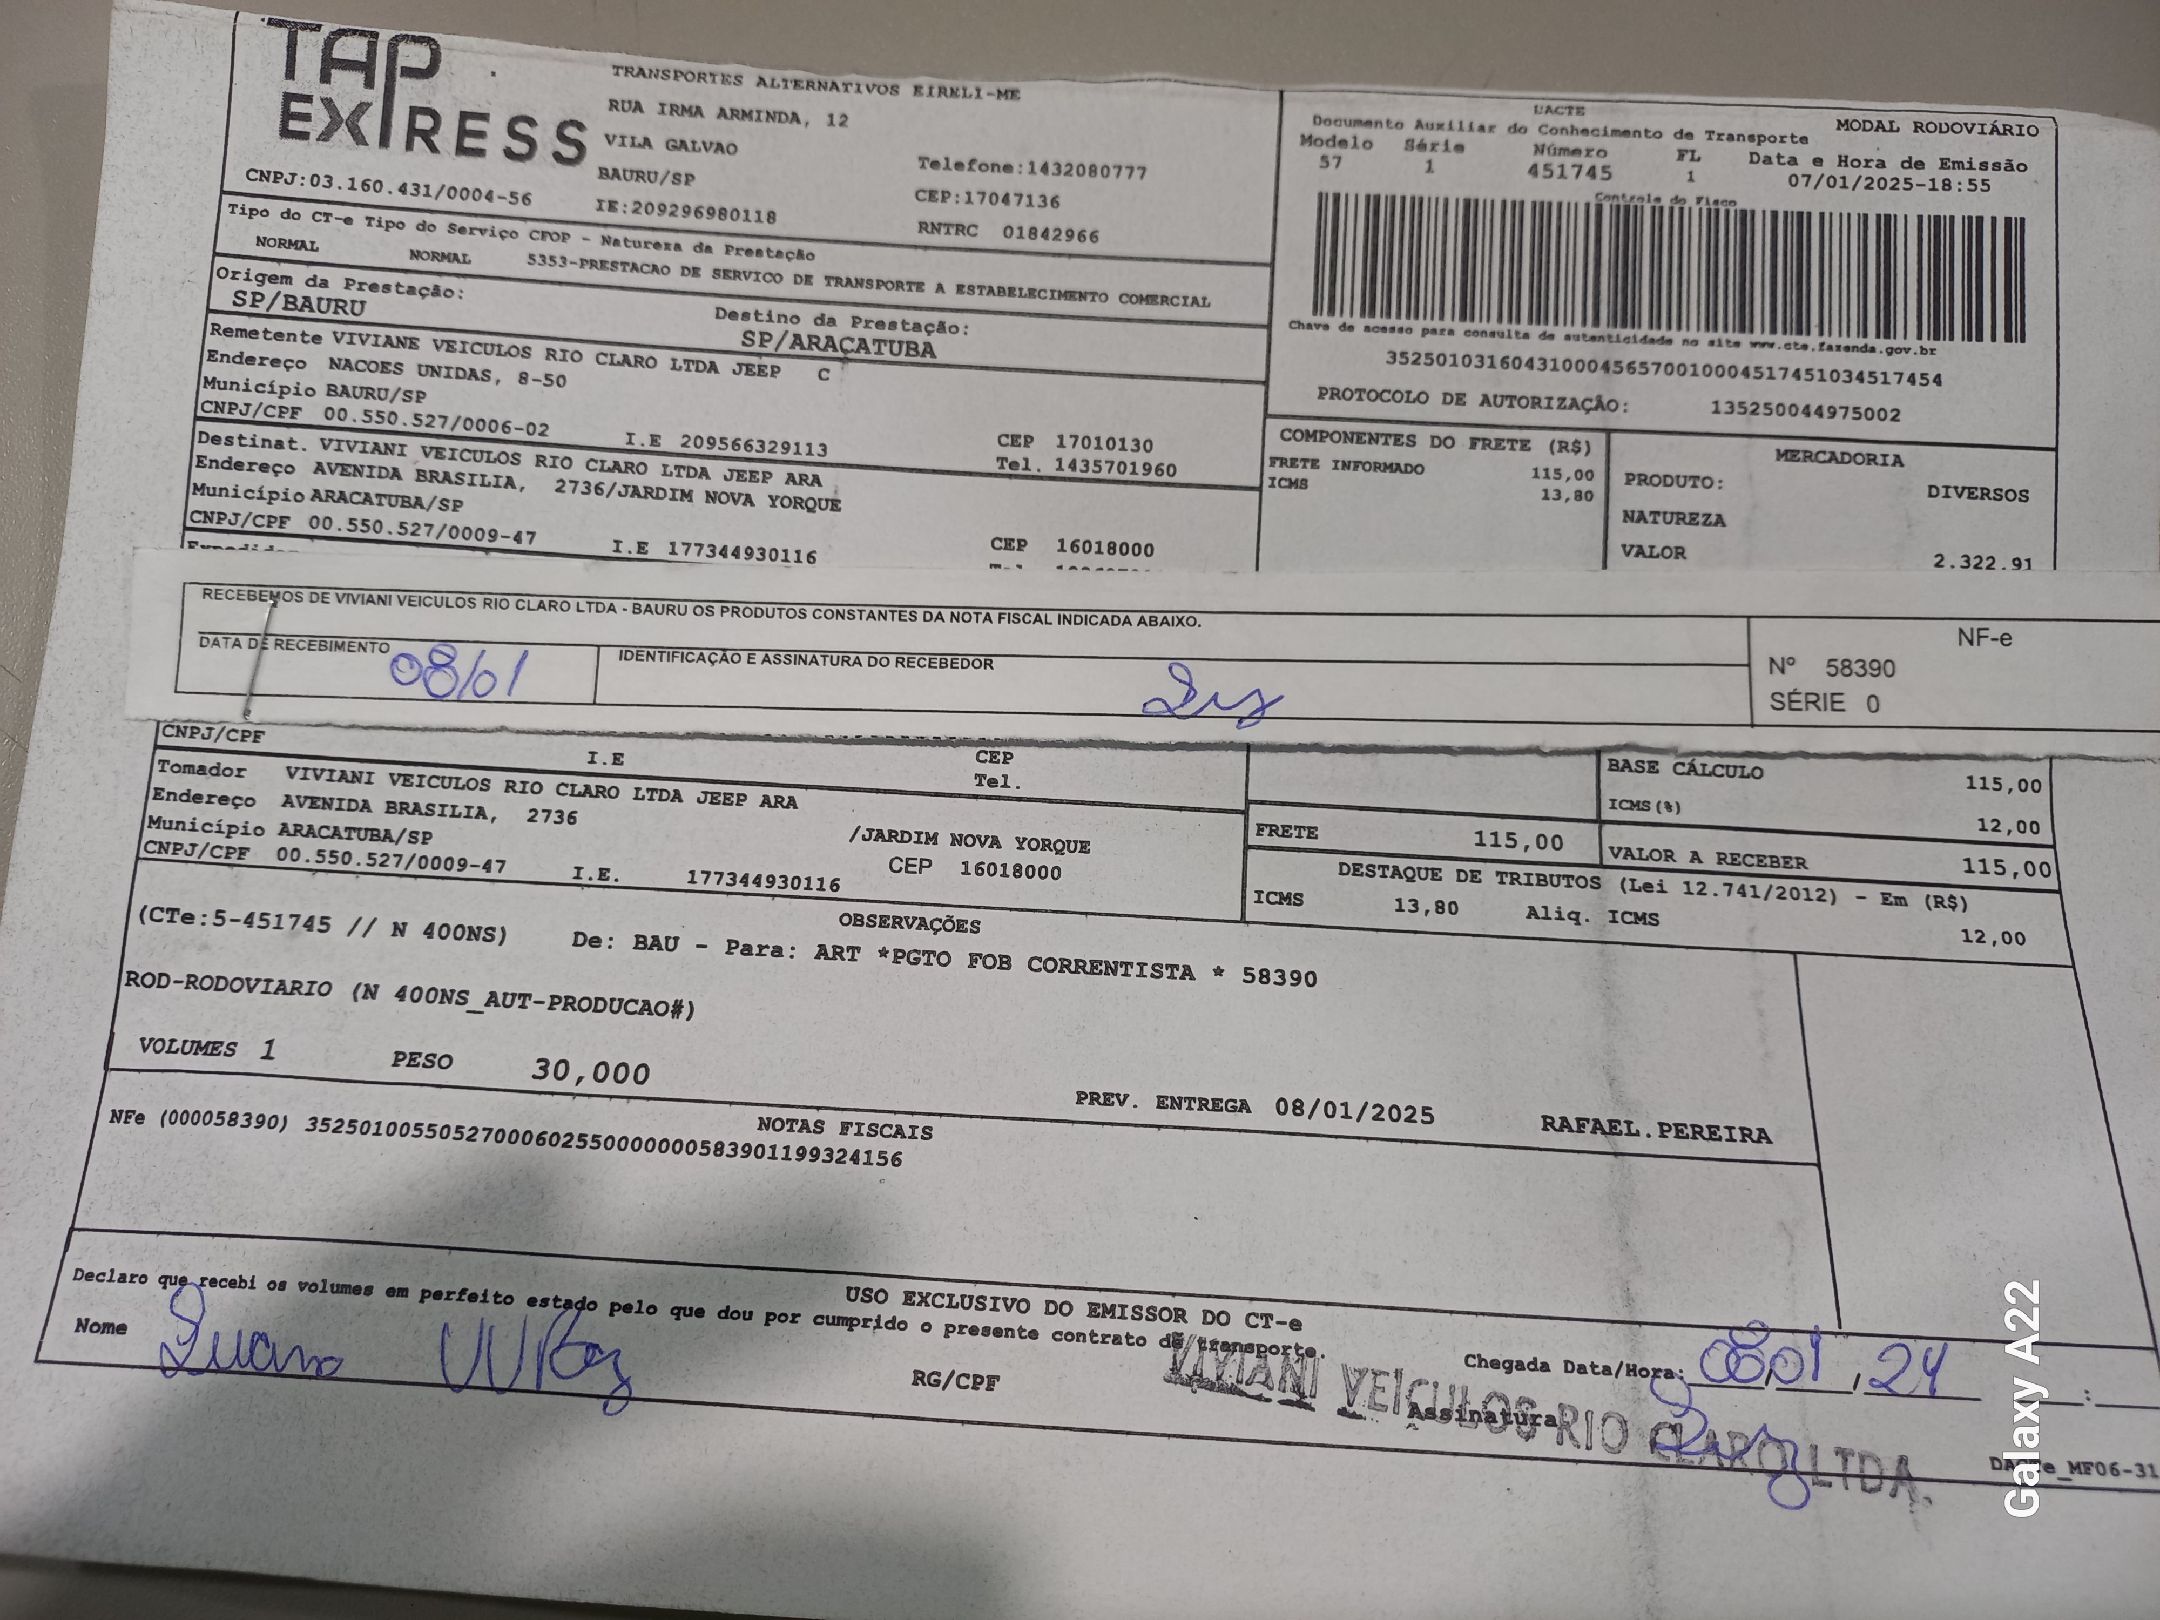 TAP EXPRESS
TRANSPORTES ALTERNATIVOS EIRELI-ME
RUA IRMA ARMINDA, 12
VILA GALVAO
BAURU/SP
Telefone:1432080777
CEP:17047136
CNPJ:03.160.431/0004-56
IE:209296980118
RNTRC 01842966
DACTE
Documento Auxiliar do Conhecimento de Transporte
MODAL RODOVIÁRIO
Modelo Série Número FL Data e Hora de Emissão
57 1 451745 1 07/01/2025-18:55
Controle do Fisco
Chave de acesso para consulta de autenticidade no site www.cte.fazenda.gov.br
35250103160431000456570010004517451034517454
PROTOCOLO DE AUTORIZAÇÃO: 135250044975002
Tipo do CT-e Tipo do Serviço CFOP - Natureza da Prestação
NORMAL NORMAL 5353-PRESTACAO DE SERVICO DE TRANSPORTE A ESTABELECIMENTO COMERCIAL
Origem da Prestação: Destino da Prestação:
SP/BAURU SP/ARAÇATUBA
Remetente VIVIANE VEICULOS RIO CLARO LTDA JEEP C
Endereço NACOES UNIDAS, 8-50
Município BAURU/SP CEP 17010130
CNPJ/CPF 00.550.527/0006-02 I.E 209566329113 Tel. 1435701960
Destinat. VIVIANI VEICULOS RIO CLARO LTDA JEEP ARA
Endereço AVENIDA BRASILIA, 2736/JARDIM NOVA YORQUE
Município ARACATUBA/SP CEP 16018000
CNPJ/CPF 00.550.527/0009-47 I.E 177344930116
COMPONENTES DO FRETE (R$)
FRETE INFORMADO 115,00
ICMS 13,80
MERCADORIA
PRODUTO: DIVERSOS
NATUREZA
VALOR 2.322.91
RECEBEMOS DE VIVIANI VEICULOS RIO CLARO LTDA - BAURU OS PRODUTOS CONSTANTES DA NOTA FISCAL INDICADA ABAIXO.
DATA DE RECEBIMENTO 08/01
IDENTIFICAÇÃO E ASSINATURA DO RECEBEDOR
NF-e
Nº 58390
SÉRIE 0
CNPJ/CPF I.E CEP
Tel.
Tomador VIVIANI VEICULOS RIO CLARO LTDA JEEP ARA
Endereço AVENIDA BRASILIA, 2736 /JARDIM NOVA YORQUE
Município ARACATUBA/SP CEP 16018000
CNPJ/CPF 00.550.527/0009-47 I.E. 177344930116
BASE CÁLCULO 115,00
ICMS(%) 12,00
FRETE 115,00 VALOR A RECEBER 115,00
DESTAQUE DE TRIBUTOS (Lei 12.741/2012) - Em (R$)
ICMS 13,80 Aliq. ICMS 12,00
OBSERVAÇÕES
(CTe:5-451745 // N 400NS) De: BAU - Para: ART *PGTO FOB CORRENTISTA * 58390
ROD-RODOVIARIO (N 400NS_AUT-PRODUCAO#)
VOLUMES 1 PESO 30,000 PREV. ENTREGA 08/01/2025 RAFAEL.PEREIRA
NOTAS FISCAIS
NFe (000058390) 35250100550527000602550000000583901199324156
USO EXCLUSIVO DO EMISSOR DO CT-e
Declaro que recebi os volumes em perfeito estado pelo que dou por cumprido o presente contrato de transporte.
Nome RG/CPF
Chegada Data/Hora: 08/01/24 :
Assinatura
VIVIANI VEICULOS RIO CLARO LTDA.
Galaxy A22